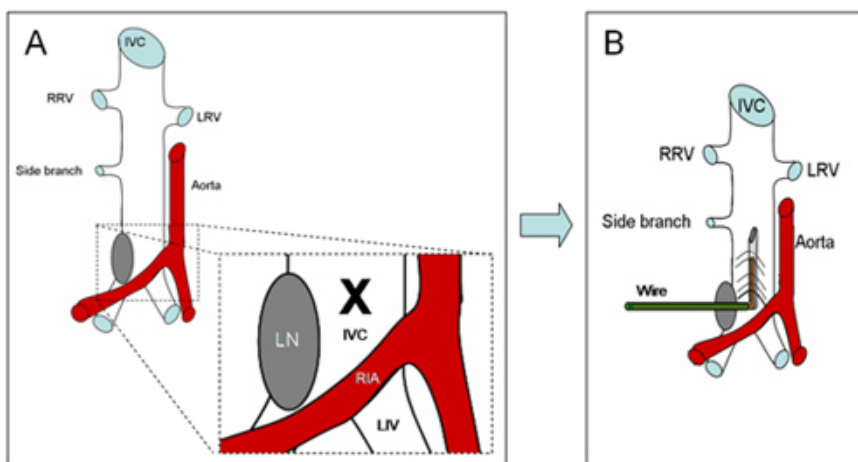 A
IVC
RRV
LRV
Side branch
Aorta
X
LN
IVC
RIA
LIV
B
IVC
RRV
LRV
Side branch
Aorta
Wire